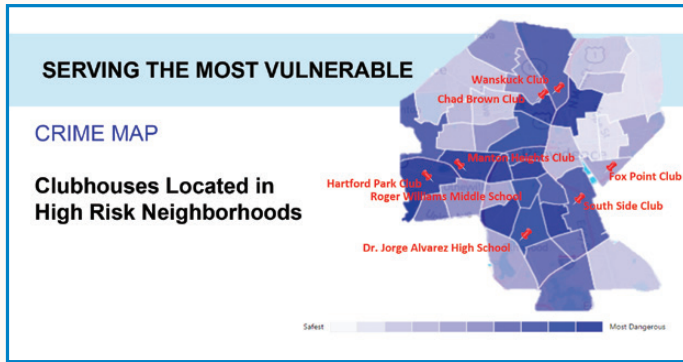 SERVING THE MOST VULNERABLE
CRIME MAP
Clubhouses Located in
High Risk Neighborhoods
Wanskuck Club
Chad Brown Club
Manton Heights Club
Hartford Park Club
Fox Point Club
Roger Williams Middle School
South Side Club
Dr. Jorge Alvarez High School
Safest
Most Dangerous